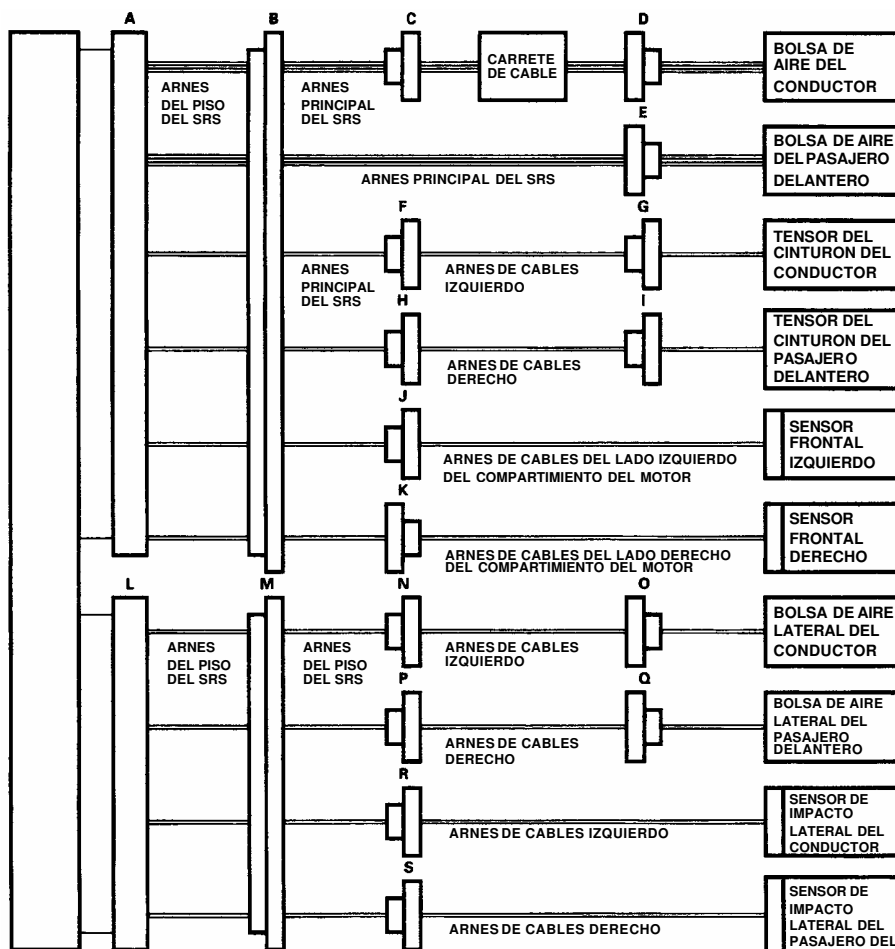 A B C D
ARNES
DEL PISO
DEL SRS
ARNES
PRINCIPAL
DEL SRS
CARRETE
DE CABLE
BOLSA DE
AIRE DEL
CONDUCTOR
E
ARNES PRINCIPAL DEL SRS
BOLSA DE AIRE
DEL PASAJERO
DELANTERO
F G
ARNES
PRINCIPAL
DEL SRS
ARNES DE CABLES
IZQUIERDO
TENSOR DEL
CINTURON DEL
CONDUCTOR
H I
ARNES DE CABLES
DERECHO
TENSOR DEL
CINTURON DEL
PASAJERO
DELANTERO
J
ARNES DE CABLES DEL LADO IZQUIERDO
DEL COMPARTIMIENTO DEL MOTOR
SENSOR
FRONTAL
IZQUIERDO
K
ARNES DE CABLES DEL LADO DERECHO
DEL COMPARTIMIENTO DEL MOTOR
SENSOR
FRONTAL
DERECHO
L M N O
ARNES
DEL PISO
DEL SRS
ARNES
DEL PISO
DEL SRS
ARNES DE CABLES
IZQUIERDO
BOLSA DE AIRE
LATERAL DEL
CONDUCTOR
P Q
ARNES DE CABLES
DERECHO
BOLSA DE AIRE
LATERAL DEL
PASAJERO
DELANTERO
R
ARNES DE CABLES IZQUIERDO
SENSOR DE
IMPACTO
LATERAL DEL
CONDUCTOR
S
ARNES DE CABLES DERECHO
SENSOR DE
IMPACTO
LATERAL DEL
PASAJERO DEL